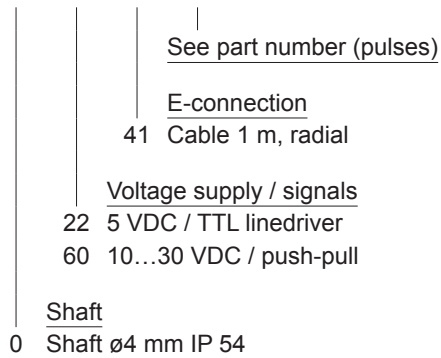 See part number (pulses)
E-connection
41 Cable 1 m, radial
Voltage supply / signals
22 5 VDC / TTL linedriver
60 10…30 VDC / push-pull
Shaft
0 Shaft ø4 mm IP 54